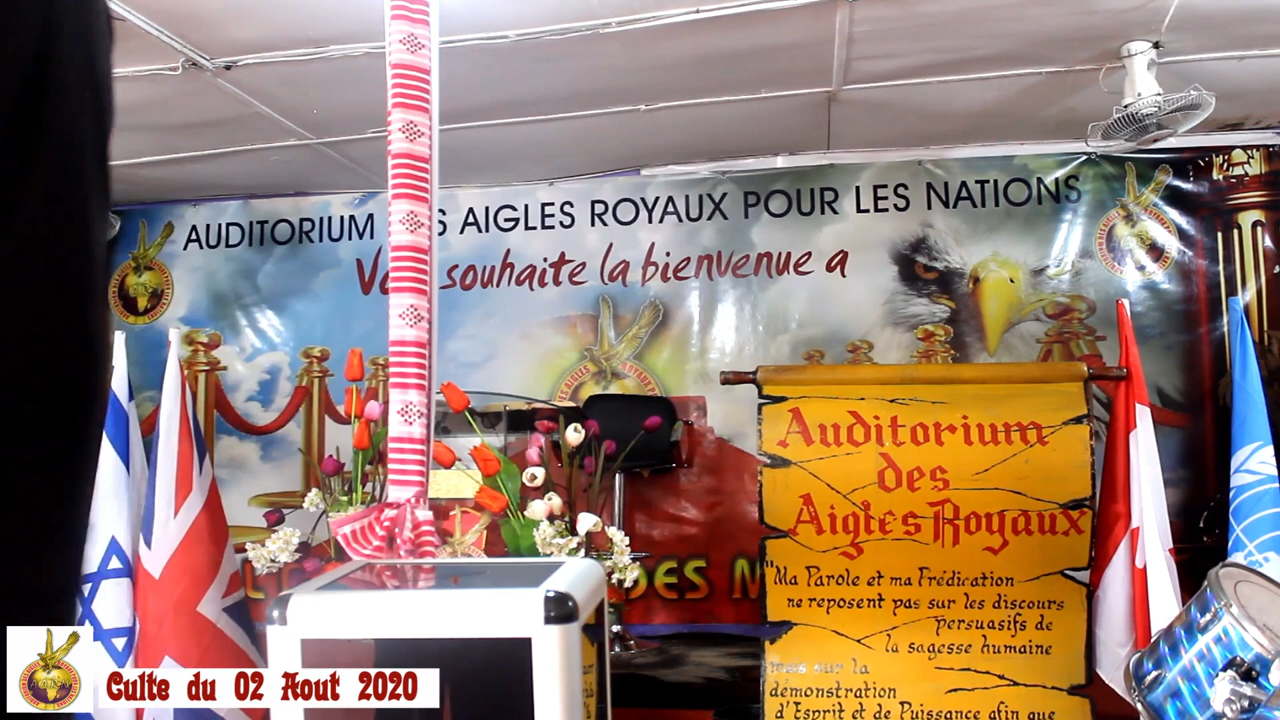 AUDITORIUM S AIGLES ROYAUX POUR LES NATIONS
souhaite la bienvenue a
DES
Auditorium
des
Aigles Royaux
"Ma Parole et ma Prédication
ne reposent pas sur les discours
persuasifs de
la sagesse humaine
mais sur la
démonstration
d'Esprit et de Puissance afin que
Culte du 02 Aout 2020